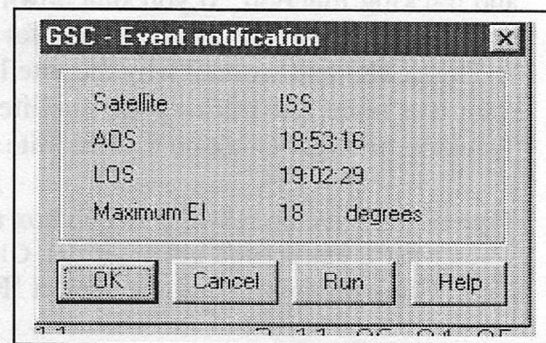 GSC - Event notification
Satellite ISS
AOS 18:53:16
LOS 19:02:29
Maximum El 18 degrees
OK Cancel Run Help